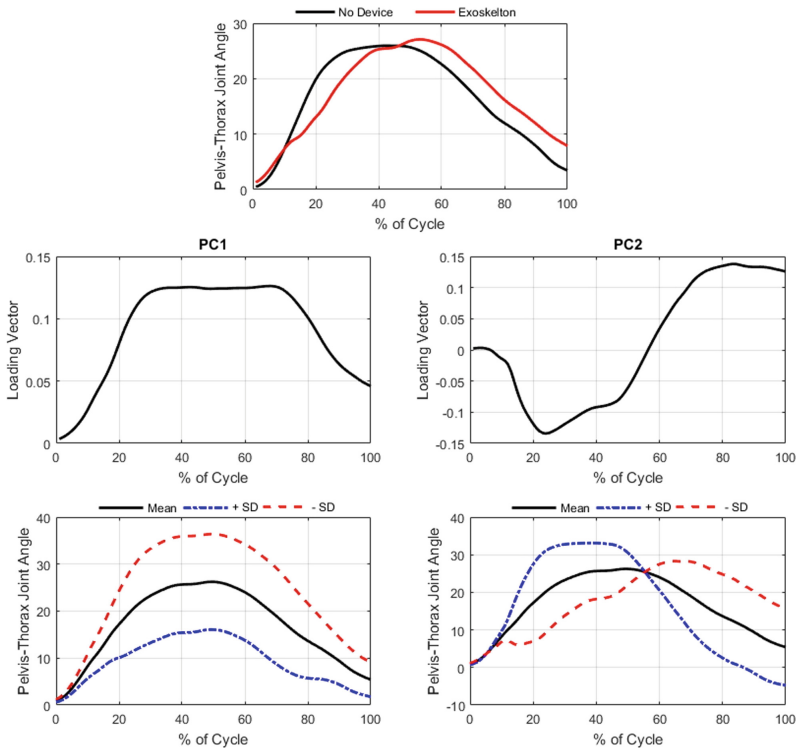 No Device Exoskelton
30
20
10
0
Pelvis-Thorax Joint Angle
0 20 40 60 80 100
% of Cycle
PC1
0.15
0.1
0.05
0
Loading Vector
0 20 40 60 80 100
% of Cycle
PC2
0.15
0.1
0.05
0
-0.05
-0.1
-0.15
Loading Vector
0 20 40 60 80 100
% of Cycle
Mean + SD - SD
40
30
20
10
0
Pelvis-Thorax Joint Angle
0 20 40 60 80 100
% of Cycle
Mean + SD - SD
40
30
20
10
0
-10
Pelvis-Thorax Joint Angle
0 20 40 60 80 100
% of Cycle